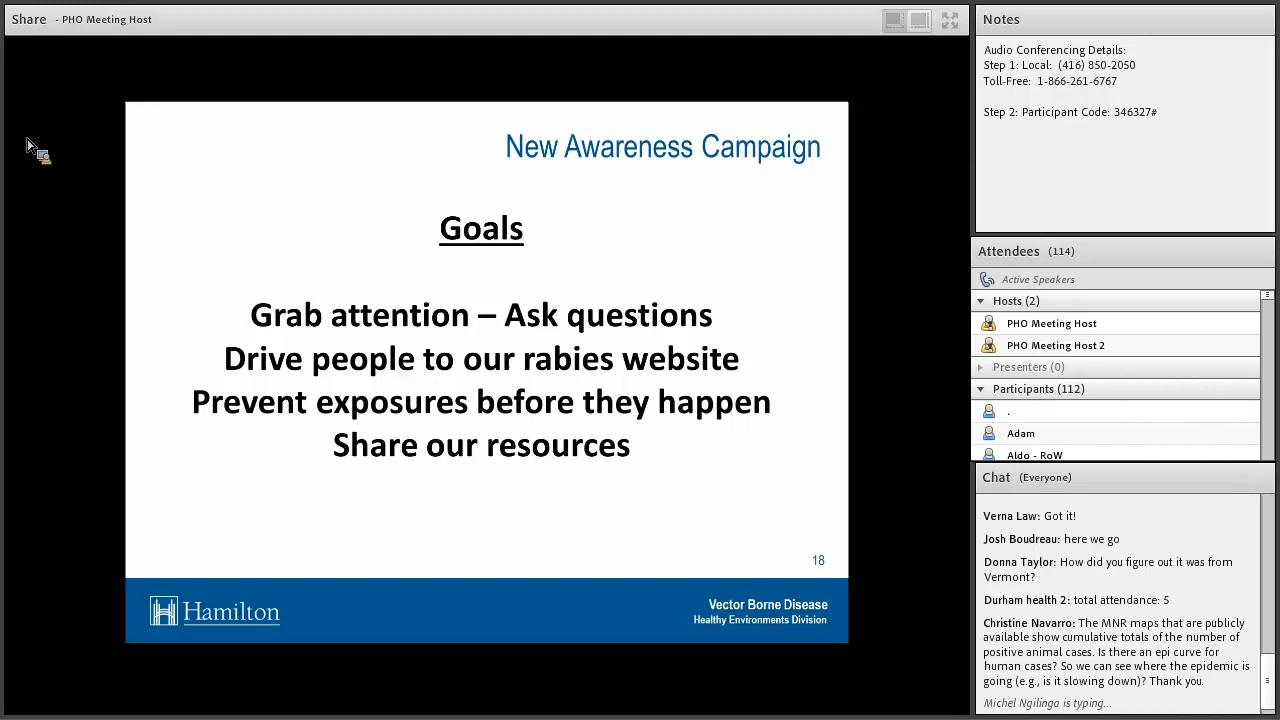 Share - PHO Meeting Host
New Awareness Campaign
Goals
Grab attention – Ask questions
Drive people to our rabies website
Prevent exposures before they happen
Share our resources
18
Hamilton
Vector Borne Disease
Healthy Environments Division
Notes
Audio Conferencing Details:
Step 1: Local: (416) 850-2050
Toll-Free: 1-866-261-6767
Step 2: Participant Code: 346327#
Attendees (114)
Active Speakers
Hosts (2)
PHO Meeting Host
PHO Meeting Host 2
Presenters (0)
Participants (112)
.
Adam
Aldo - RoW
Chat (Everyone)
Verna Law: Got it!
Josh Boudreau: here we go
Donna Taylor: How did you figure out it was from
Vermont?
Durham health 2: total attendance: 5
Christine Navarro: The MNR maps that are publicly
available show cumulative totals of the number of
positive animal cases. Is there an epi curve for
human cases? So we can see where the epidemic is
going (e.g., is it slowing down)? Thank you.
Michel Ngilinga is typing...